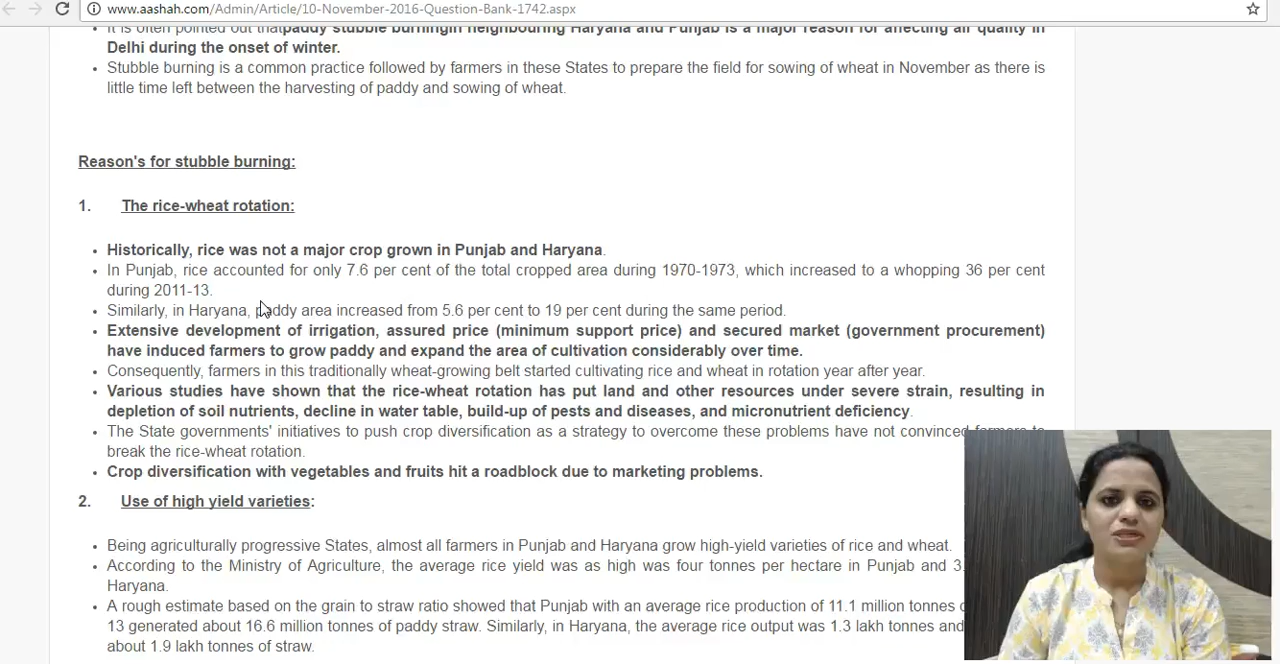 www.aashah.com/Admin/Article/10-November-2016-Question-Bank-1742.aspx
It is often pointed out thatpaddy stubble burningin neighbouring Haryana and Punjab is a major reason for affecting air quality in
Delhi during the onset of winter.
Stubble burning is a common practice followed by farmers in these States to prepare the field for sowing of wheat in November as there is
little time left between the harvesting of paddy and sowing of wheat.
Reason's for stubble burning:
1. The rice-wheat rotation:
Historically, rice was not a major crop grown in Punjab and Haryana.
In Punjab, rice accounted for only 7.6 per cent of the total cropped area during 1970-1973, which increased to a whopping 36 per cent
during 2011-13.
Similarly, in Haryana, paddy area increased from 5.6 per cent to 19 per cent during the same period.
Extensive development of irrigation, assured price (minimum support price) and secured market (government procurement)
have induced farmers to grow paddy and expand the area of cultivation considerably over time.
Consequently, farmers in this traditionally wheat-growing belt started cultivating rice and wheat in rotation year after year.
Various studies have shown that the rice-wheat rotation has put land and other resources under severe strain, resulting in
depletion of soil nutrients, decline in water table, build-up of pests and diseases, and micronutrient deficiency.
The State governments' initiatives to push crop diversification as a strategy to overcome these problems have not convinced farmers to
break the rice-wheat rotation.
Crop diversification with vegetables and fruits hit a roadblock due to marketing problems.
2. Use of high yield varieties:
Being agriculturally progressive States, almost all farmers in Punjab and Haryana grow high-yield varieties of rice and wheat.
According to the Ministry of Agriculture, the average rice yield was as high was four tonnes per hectare in Punjab and 3.
Haryana.
A rough estimate based on the grain to straw ratio showed that Punjab with an average rice production of 11.1 million tonnes
13 generated about 16.6 million tonnes of paddy straw. Similarly, in Haryana, the average rice output was 1.3 lakh tonnes and
about 1.9 lakh tonnes of straw.